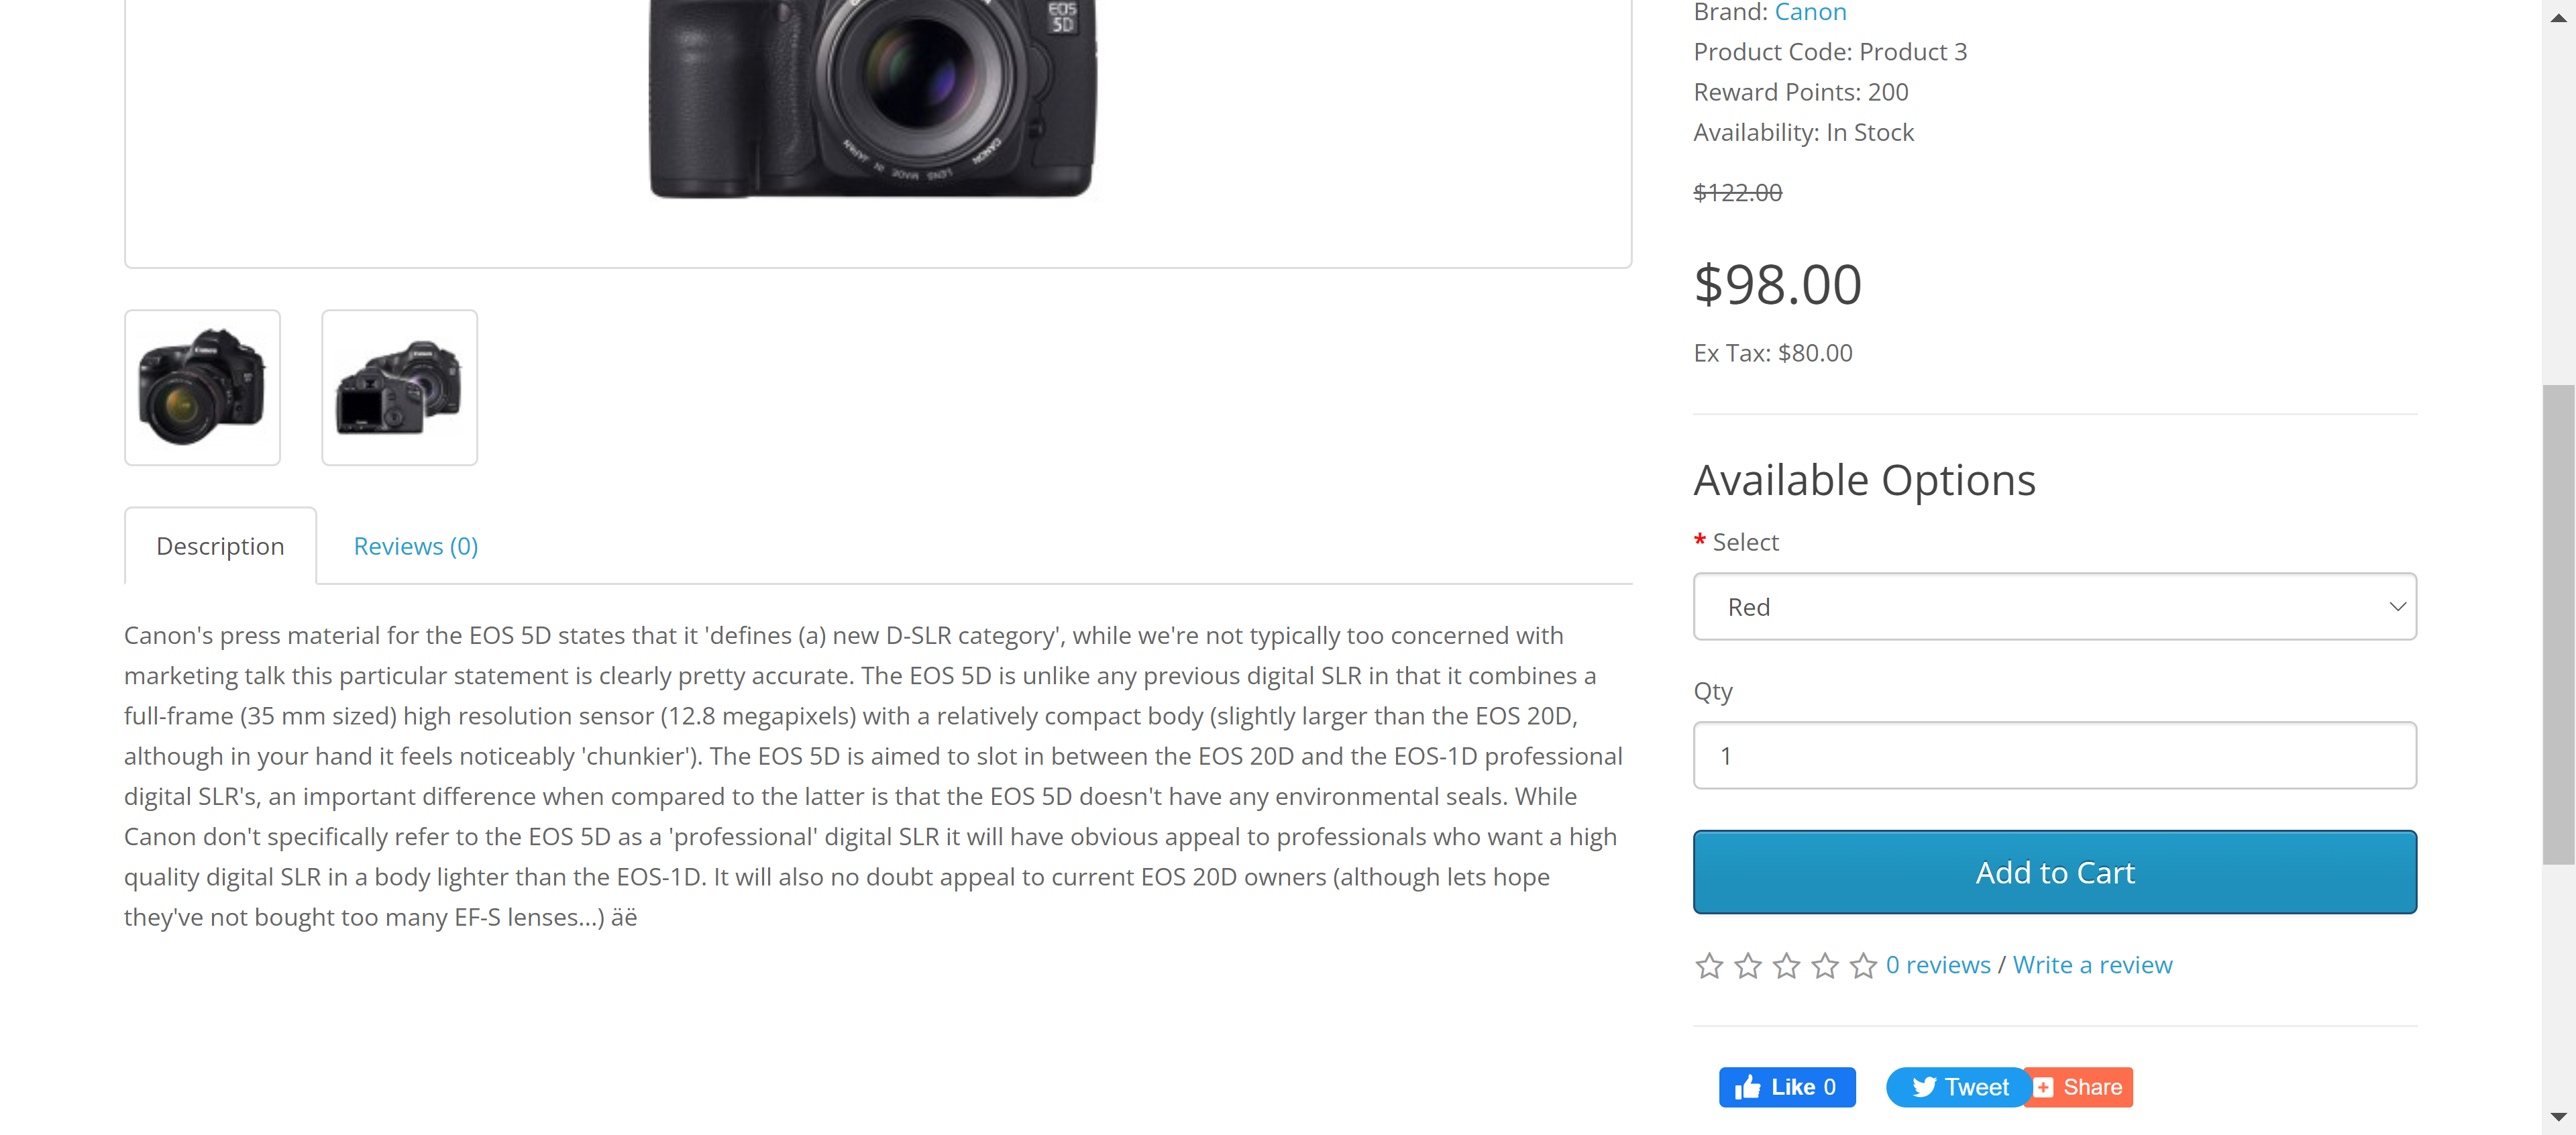 EOS
5D
CANON
LENS MADE IN JAPAN
Brand: Canon
Product Code: Product 3
Reward Points: 200
Availability: In Stock
$122.00
$98.00
Ex Tax: $80.00
Available Options
* Select
Red
Qty
1
Add to Cart
0 reviews / Write a review
Like 0
Tweet
Share
Canon
Canon
Description
Reviews (0)
Canon's press material for the EOS 5D states that it 'defines (a) new D-SLR category', while we're not typically too concerned with
marketing talk this particular statement is clearly pretty accurate. The EOS 5D is unlike any previous digital SLR in that it combines a
full-frame (35 mm sized) high resolution sensor (12.8 megapixels) with a relatively compact body (slightly larger than the EOS 20D,
although in your hand it feels noticeably 'chunkier'). The EOS 5D is aimed to slot in between the EOS 20D and the EOS-1D professional
digital SLR's, an important difference when compared to the latter is that the EOS 5D doesn't have any environmental seals. While
Canon don't specifically refer to the EOS 5D as a 'professional' digital SLR it will have obvious appeal to professionals who want a high
quality digital SLR in a body lighter than the EOS-1D. It will also no doubt appeal to current EOS 20D owners (although lets hope
they've not bought too many EF-S lenses...) äë